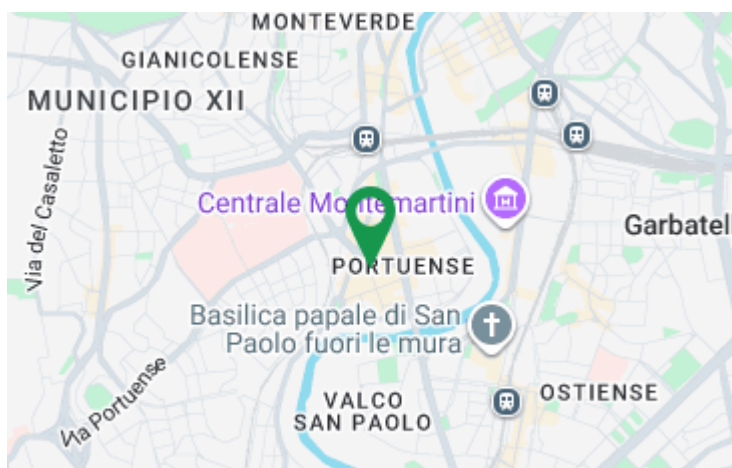 MONTEVERDE
GIANICOLENSE
MUNICIPIO XII
Via del Casaletto
Centrale Montemartini
Garbatell
PORTUENSE
Basilica papale di San
Paolo fuori le mura
Via Portuense
VALCO
SAN PAOLO
OSTIENSE